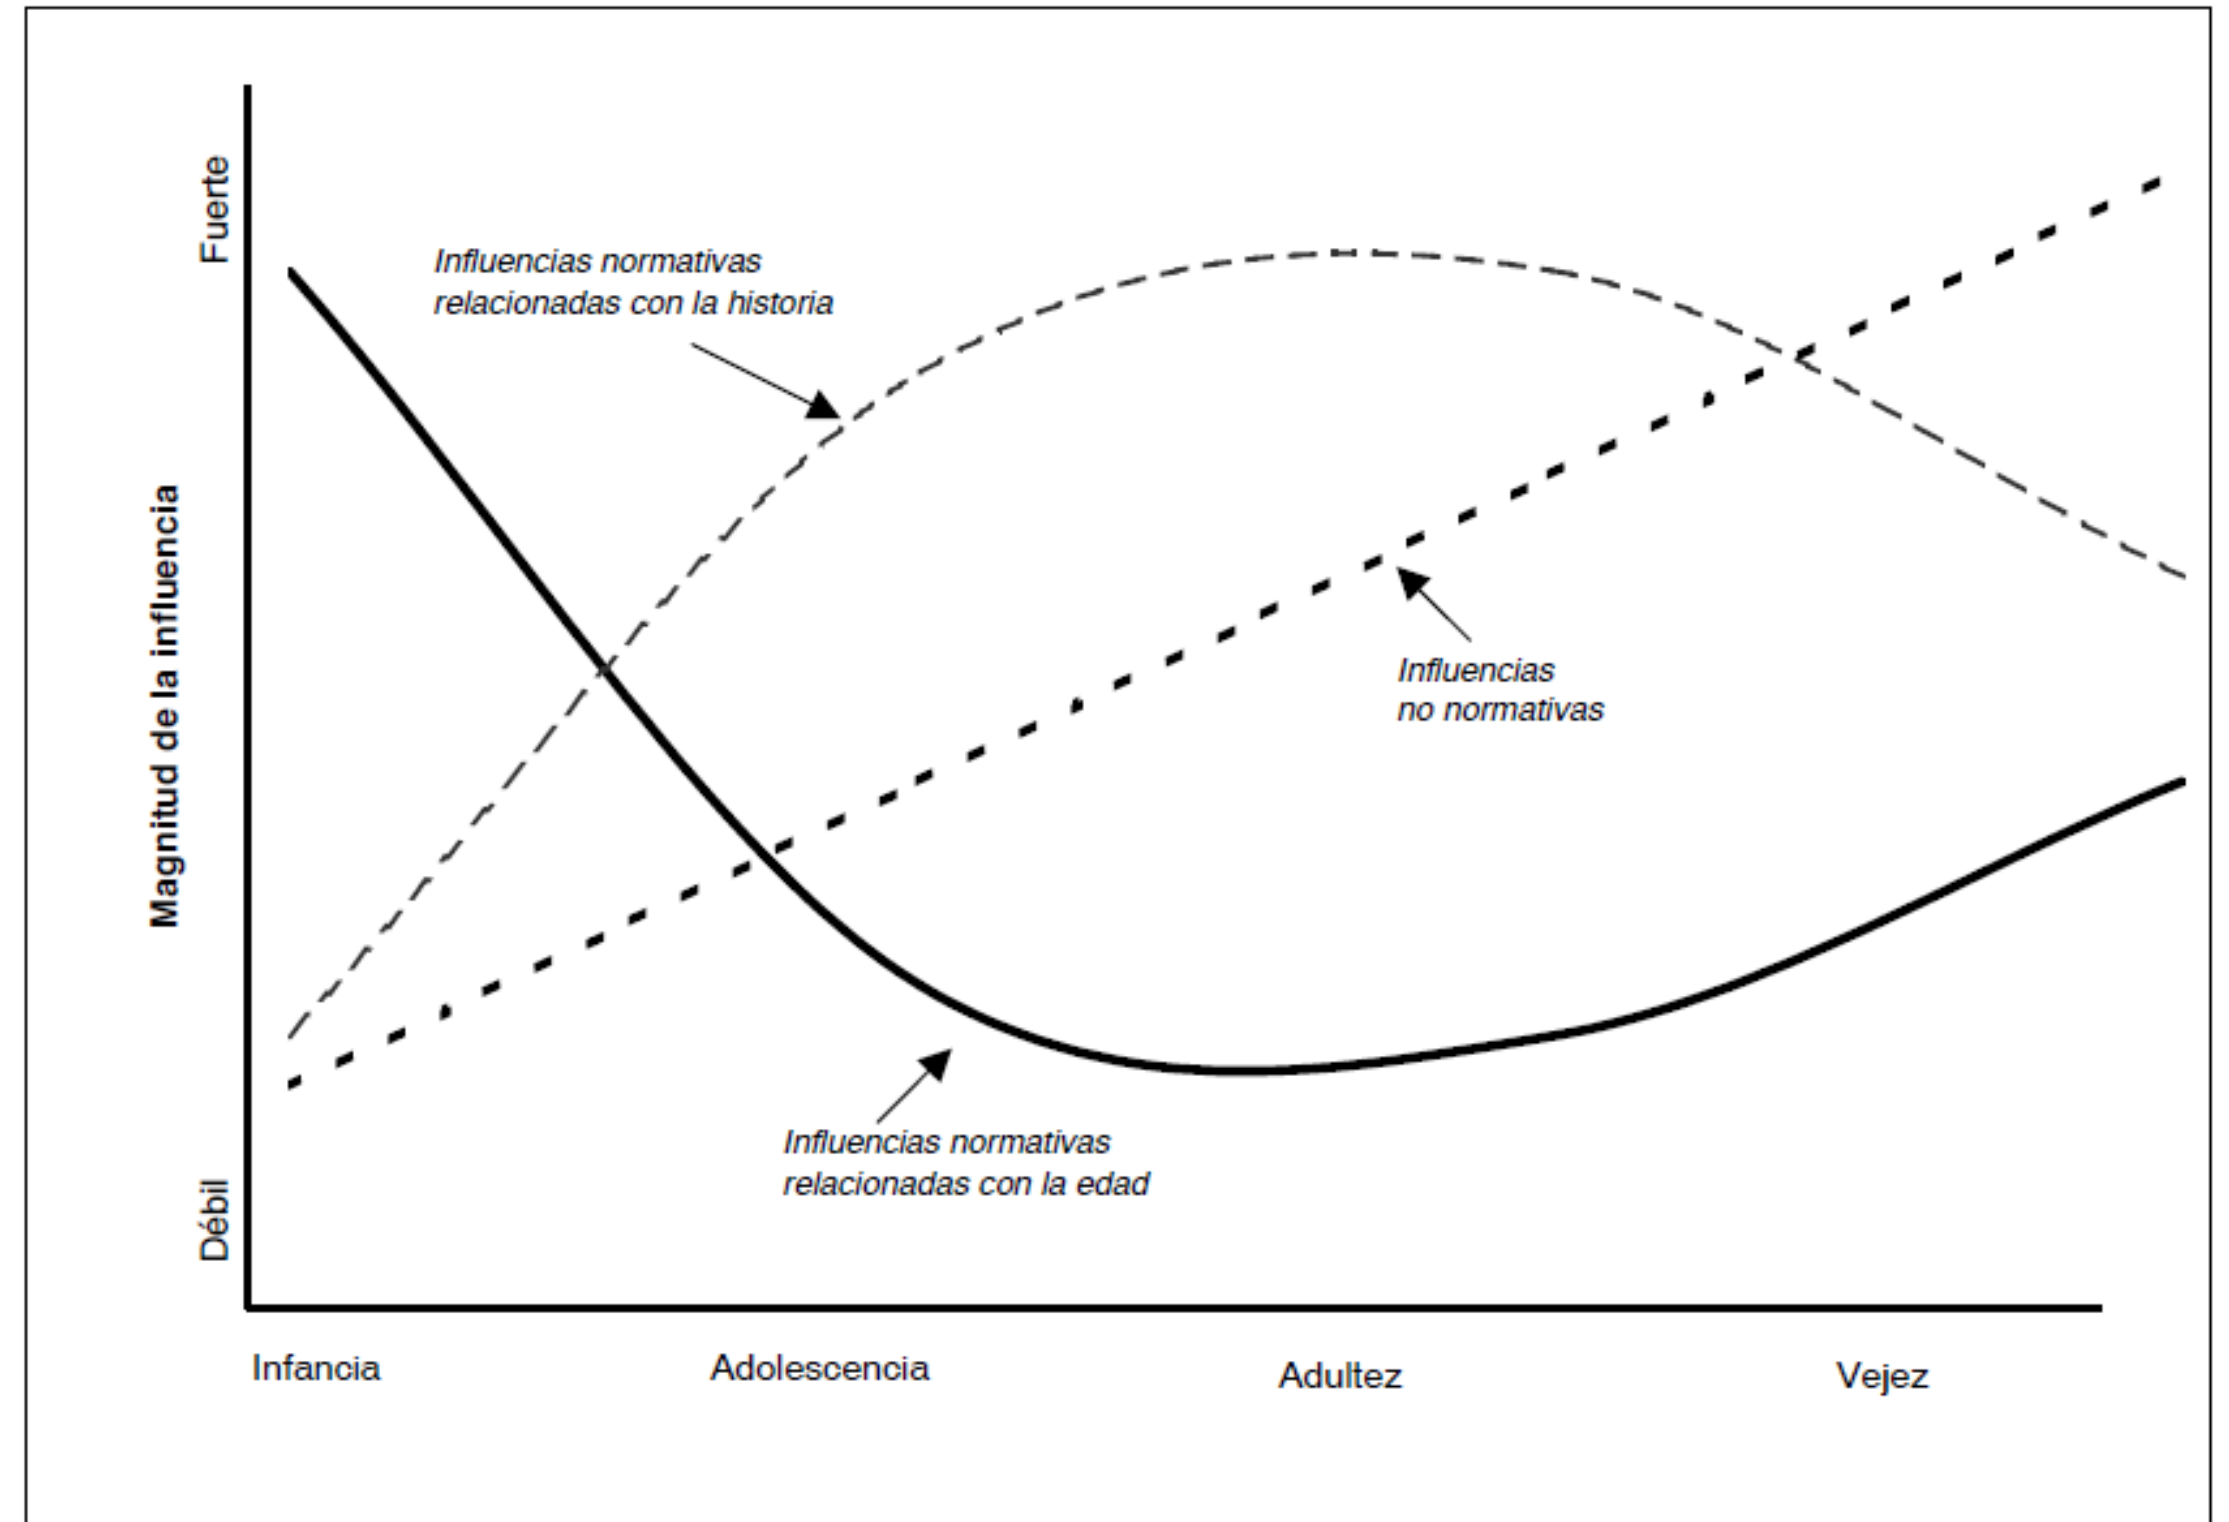 Fuerte
Influencias normativas
relacionadas con la historia
Magnitud de la influencia
Influencias
no normativas
Influencias normativas
relacionadas con la edad
Débil
Infancia
Adolescencia
Adultez
Vejez